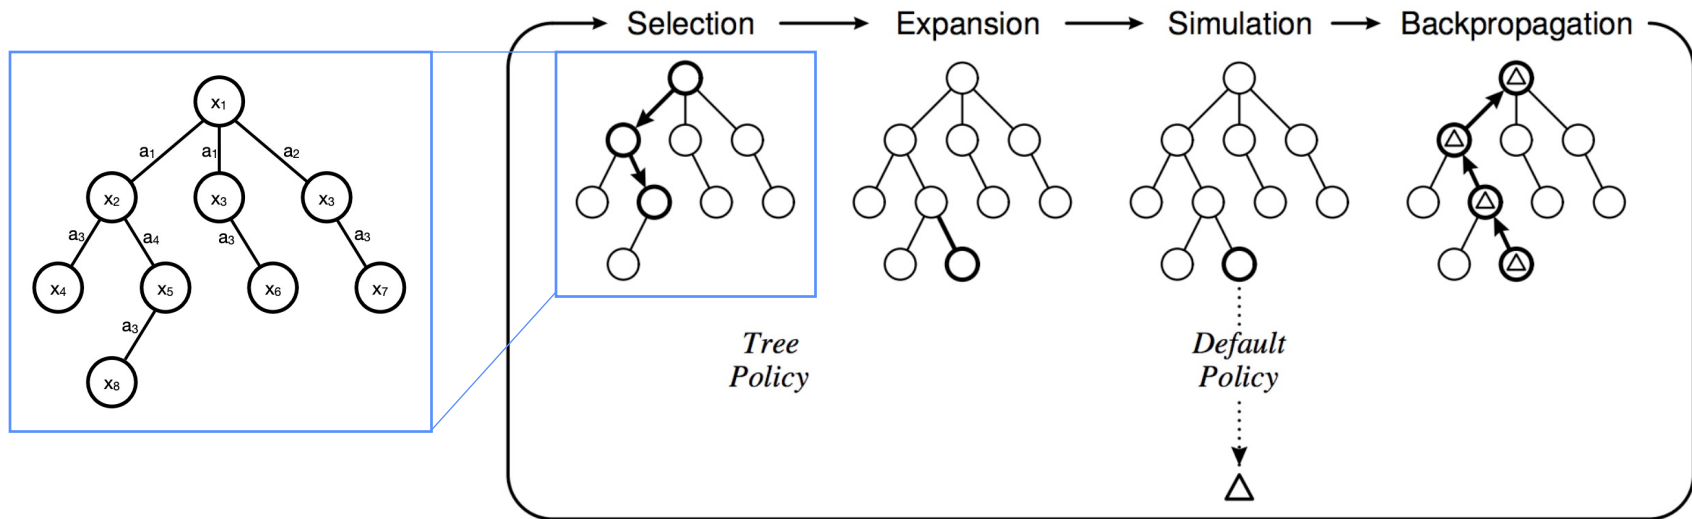 Selection Expansion Simulation Backpropagation
x₁
a₁ a₁ a₂
x₂ x₃ x₃
a₃ a₄ a₃ a₃
x₄ x₅ x₆ x₇
a₃
x₈
Tree
Policy
Default
Policy